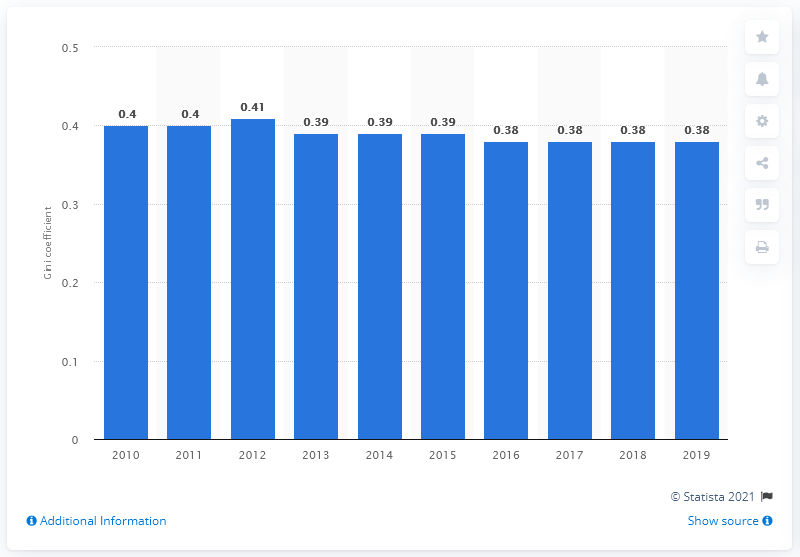 0.5
0.4
0.3
0.2
0.1
0
Gini coefficient
0.4 0.4 0.41 0.39 0.39 0.39 0.38 0.38 0.38 0.38
2010 2011 2012 2013 2014 2015 2016 2017 2018 2019
© Statista 2021
Additional Information
Show source